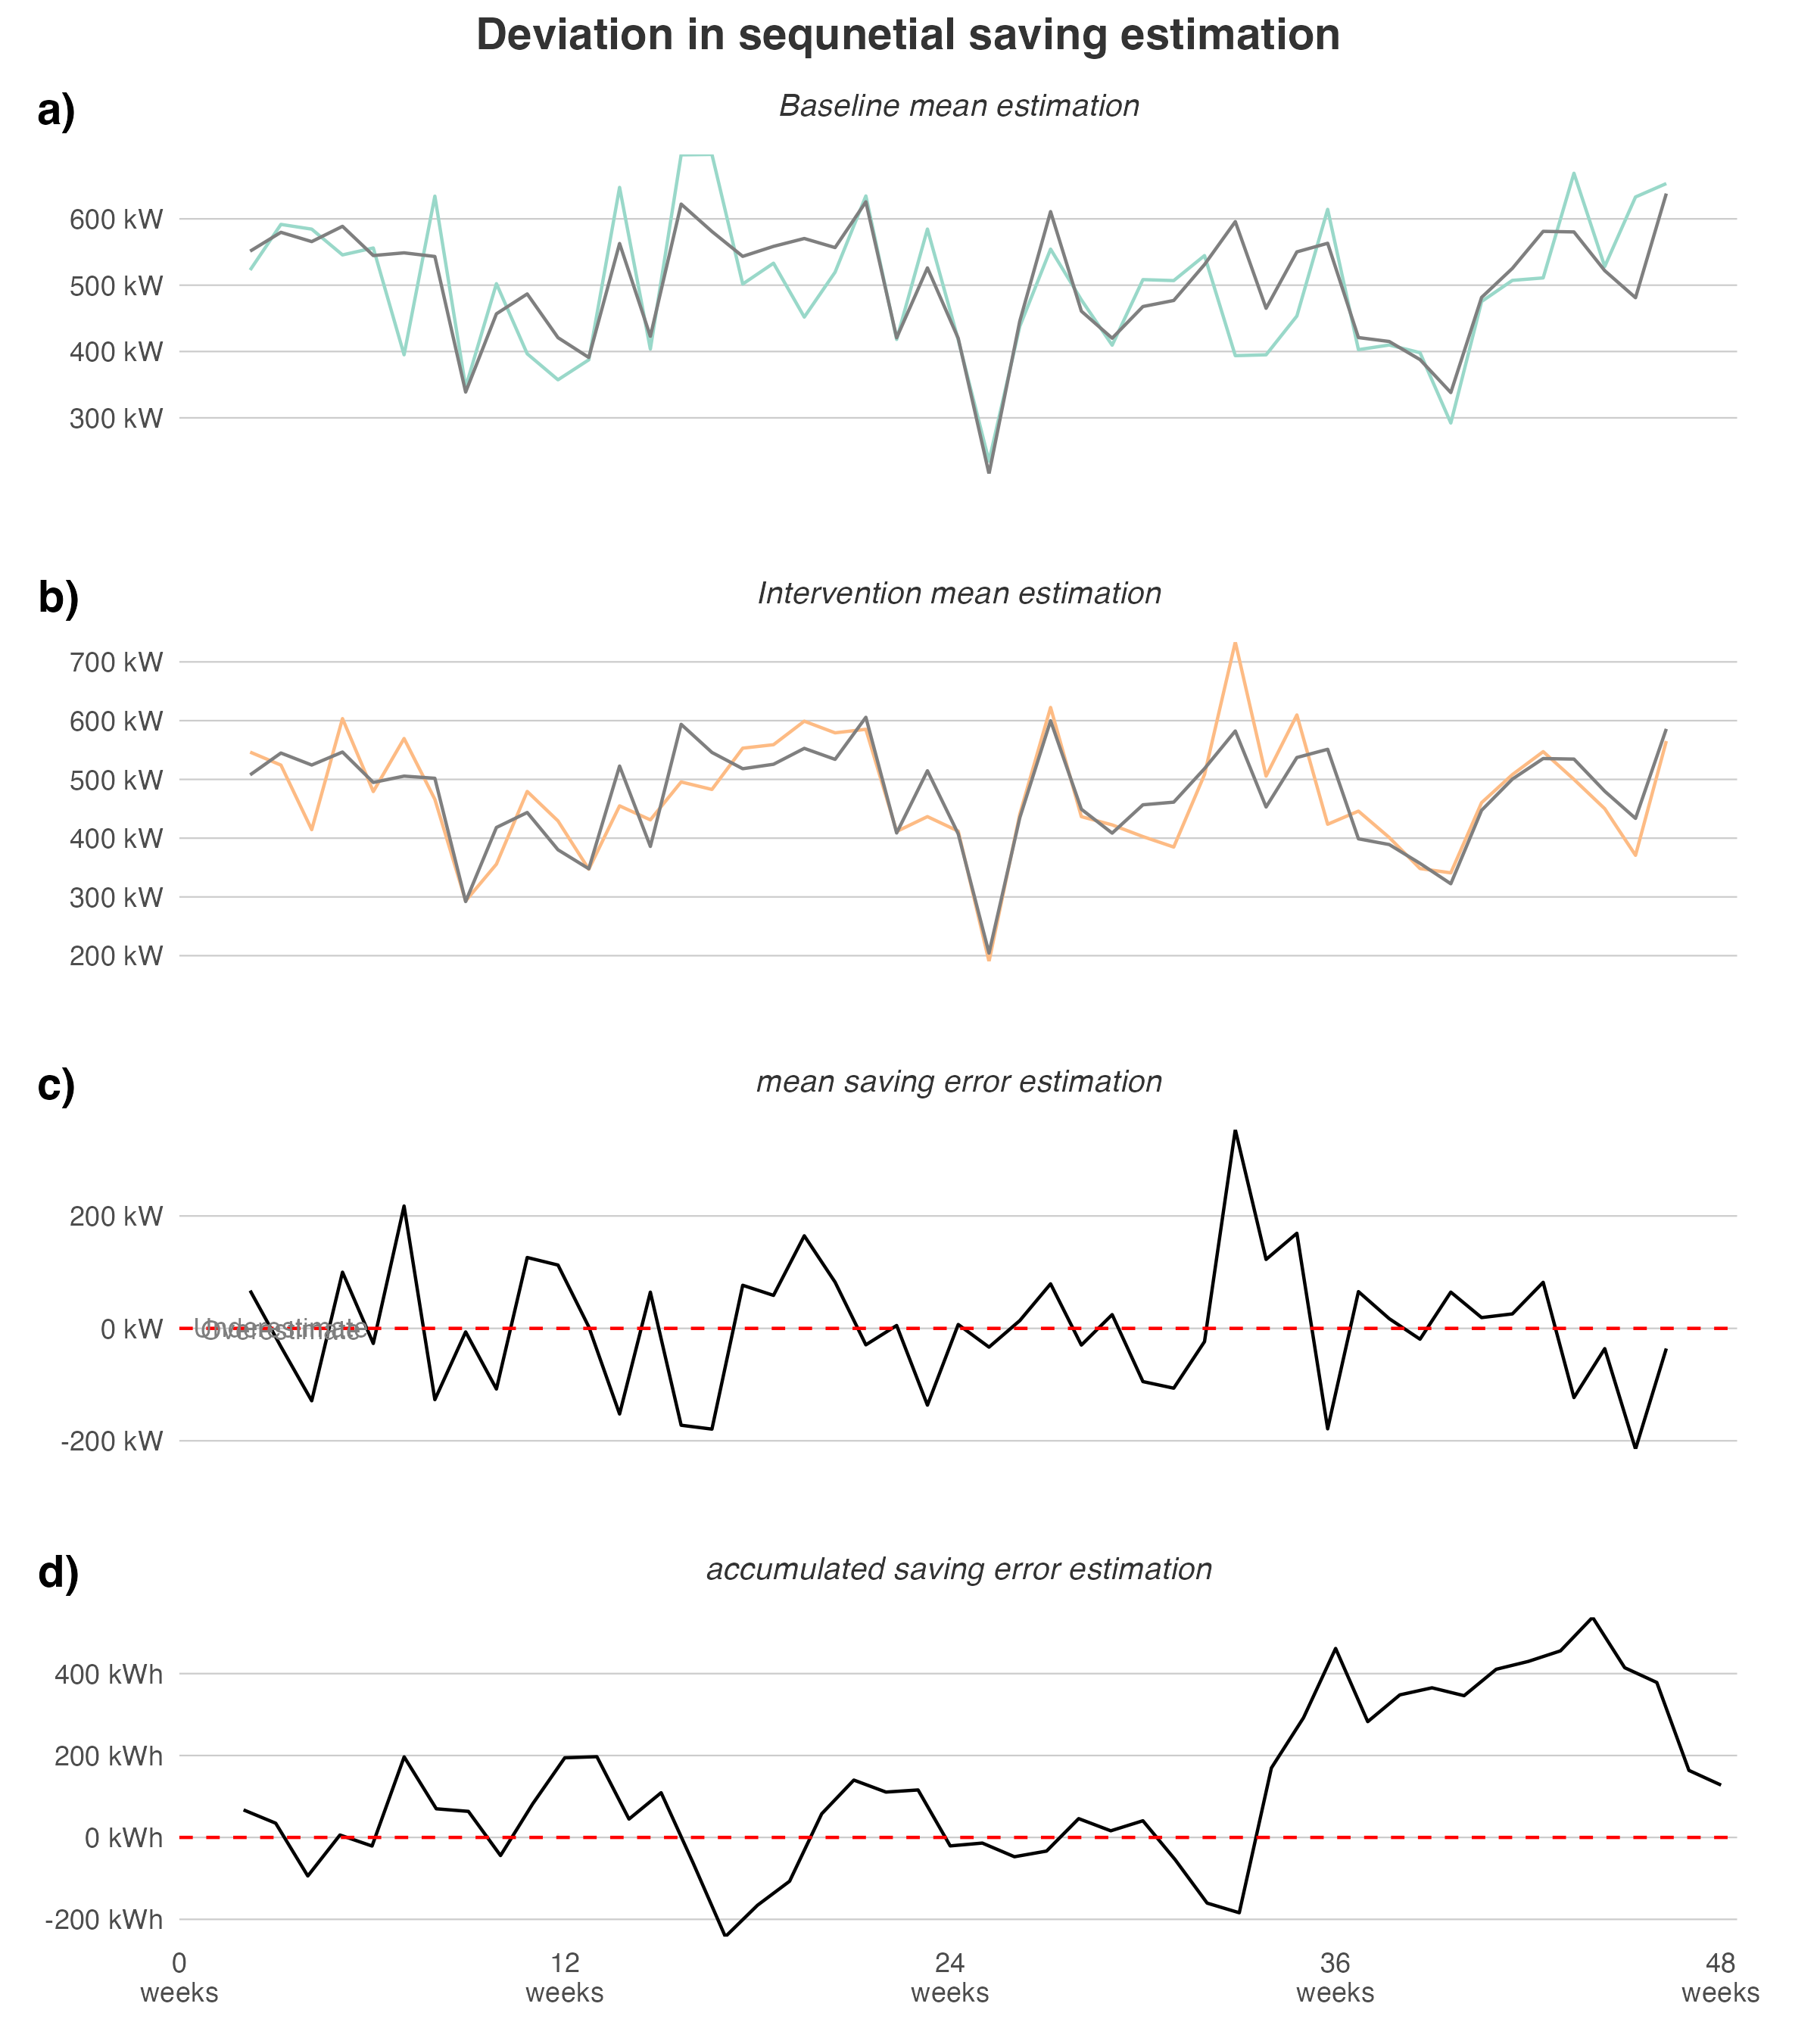 Deviation in sequnetial saving estimation
a)
Baseline mean estimation
600 kW
500 kW
400 kW
300 kW
b)
Intervention mean estimation
700 kW
600 kW
500 kW
400 kW
300 kW
200 kW
c)
mean saving error estimation
200 kW
0 kW
Underestimate
Overestimate
-200 kW
d)
accumulated saving error estimation
400 kWh
200 kWh
0 kWh
-200 kWh
0 12 24 36 48
weeks weeks weeks weeks weeks